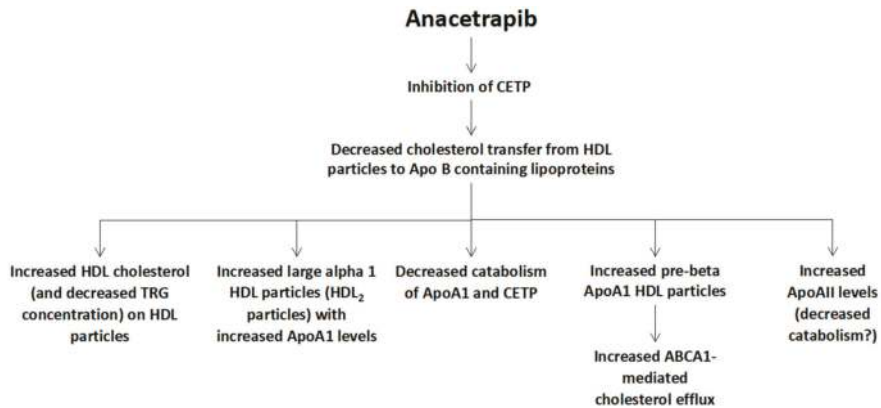 Anacetrapib
Inhibition of CETP
Decreased cholesterol transfer from HDL
particles to Apo B containing lipoproteins
Increased HDL cholesterol
(and decreased TRG
concentration) on HDL
particles
Increased large alpha 1
HDL particles (HDL₂
particles) with
increased ApoA1 levels
Decreased catabolism
of ApoA1 and CETP
Increased pre-beta
ApoA1 HDL particles
Increased ABCA1-
mediated
cholesterol efflux
Increased
ApoAII levels
(decreased
catabolism?)